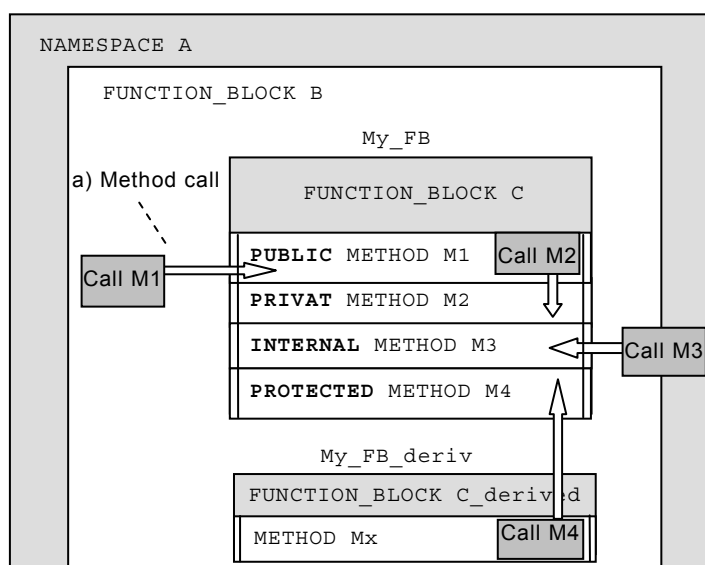 NAMESPACE A
FUNCTION_BLOCK B
My_FB
a) Method call
FUNCTION_BLOCK C
PUBLIC METHOD M1
Call M2
Call M1
PRIVAT METHOD M2
INTERNAL METHOD M3
Call M3
PROTECTED METHOD M4
My_FB_deriv
FUNCTION_BLOCK C_derived
METHOD Mx
Call M4